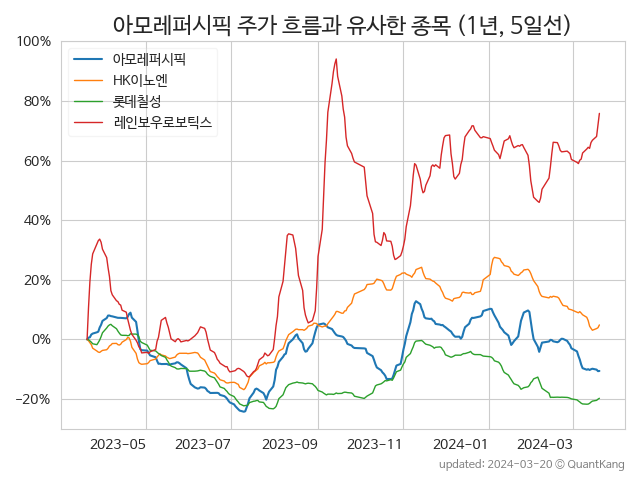 아모레퍼시픽 주가 흐름과 유사한 종목 (1년, 5일선)
100%
80%
60%
40%
20%
0%
−20%
아모레퍼시픽
HK이노엔
롯데칠성
레인보우로보틱스
2023-05 2023-07 2023-09 2023-11 2024-01 2024-03
updated: 2024-03-20 © QuantKang